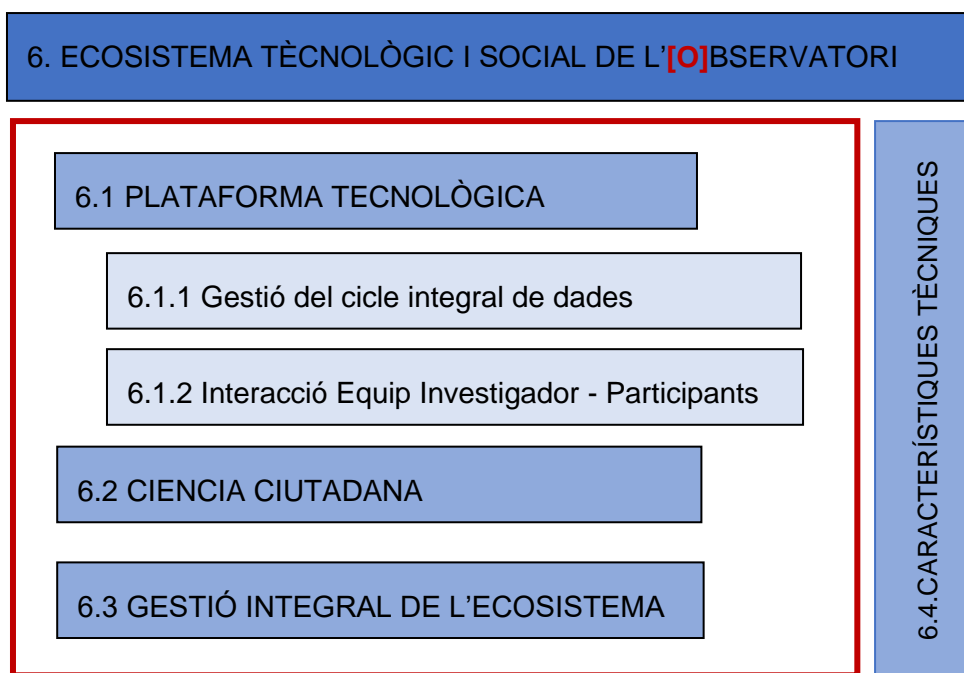 6. ECOSISTEMA TÈCNOLÒGIC I SOCIAL DE L’[O]BSERVATORI
6.1 PLATAFORMA TECNOLÒGICA
6.1.1 Gestió del cicle integral de dades
6.1.2 Interacció Equip Investigador - Participants
6.2 CIENCIA CIUTADANA
6.3 GESTIÓ INTEGRAL DE L’ECOSISTEMA
6.4.CARACTERÍSTIQUES TÈCNIQUES